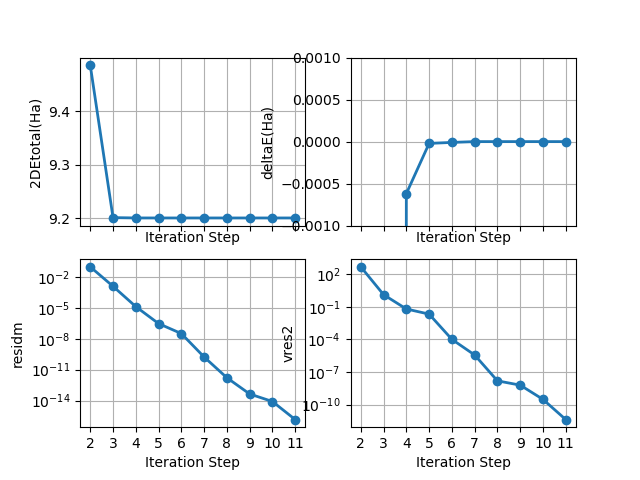 2DEtotal(Ha)
9.4
9.3
9.2
Iteration Step
deltaE(Ha)
0.0010
0.0005
0.0000
−0.0005
0.0010
Iteration Step
residm
10⁻²
10⁻⁵
10⁻⁸
10⁻¹¹
10⁻¹⁴
2 3 4 5 6 7 8 9 10 11
Iteration Step
vres2
10²
10⁻¹
10⁻⁴
10⁻⁷
10⁻¹⁰
2 3 4 5 6 7 8 9 10 11
Iteration Step